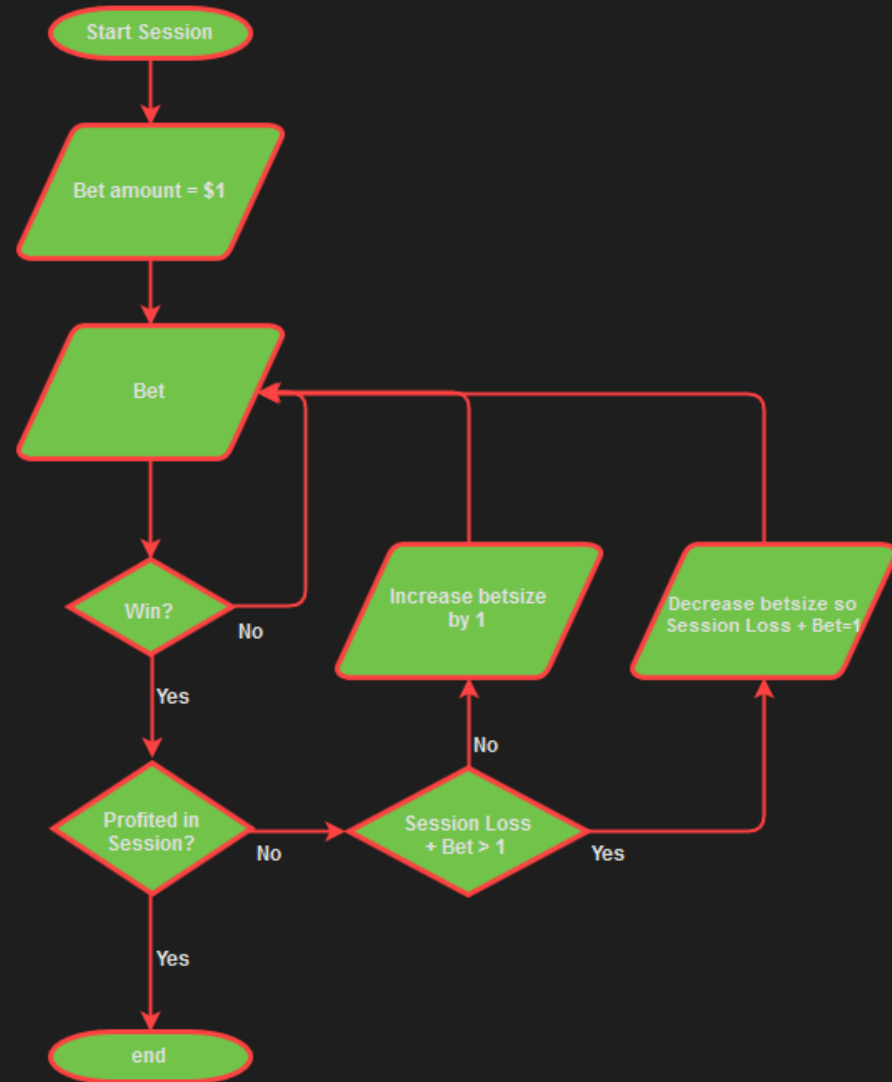 Start Session
Bet amount = $1
Bet
Win?
No
Yes
Increase betsize
by 1
Decrease betsize so
Session Loss + Bet=1
No
Profited in
Session?
No
Session Loss
+ Bet > 1
Yes
Yes
end